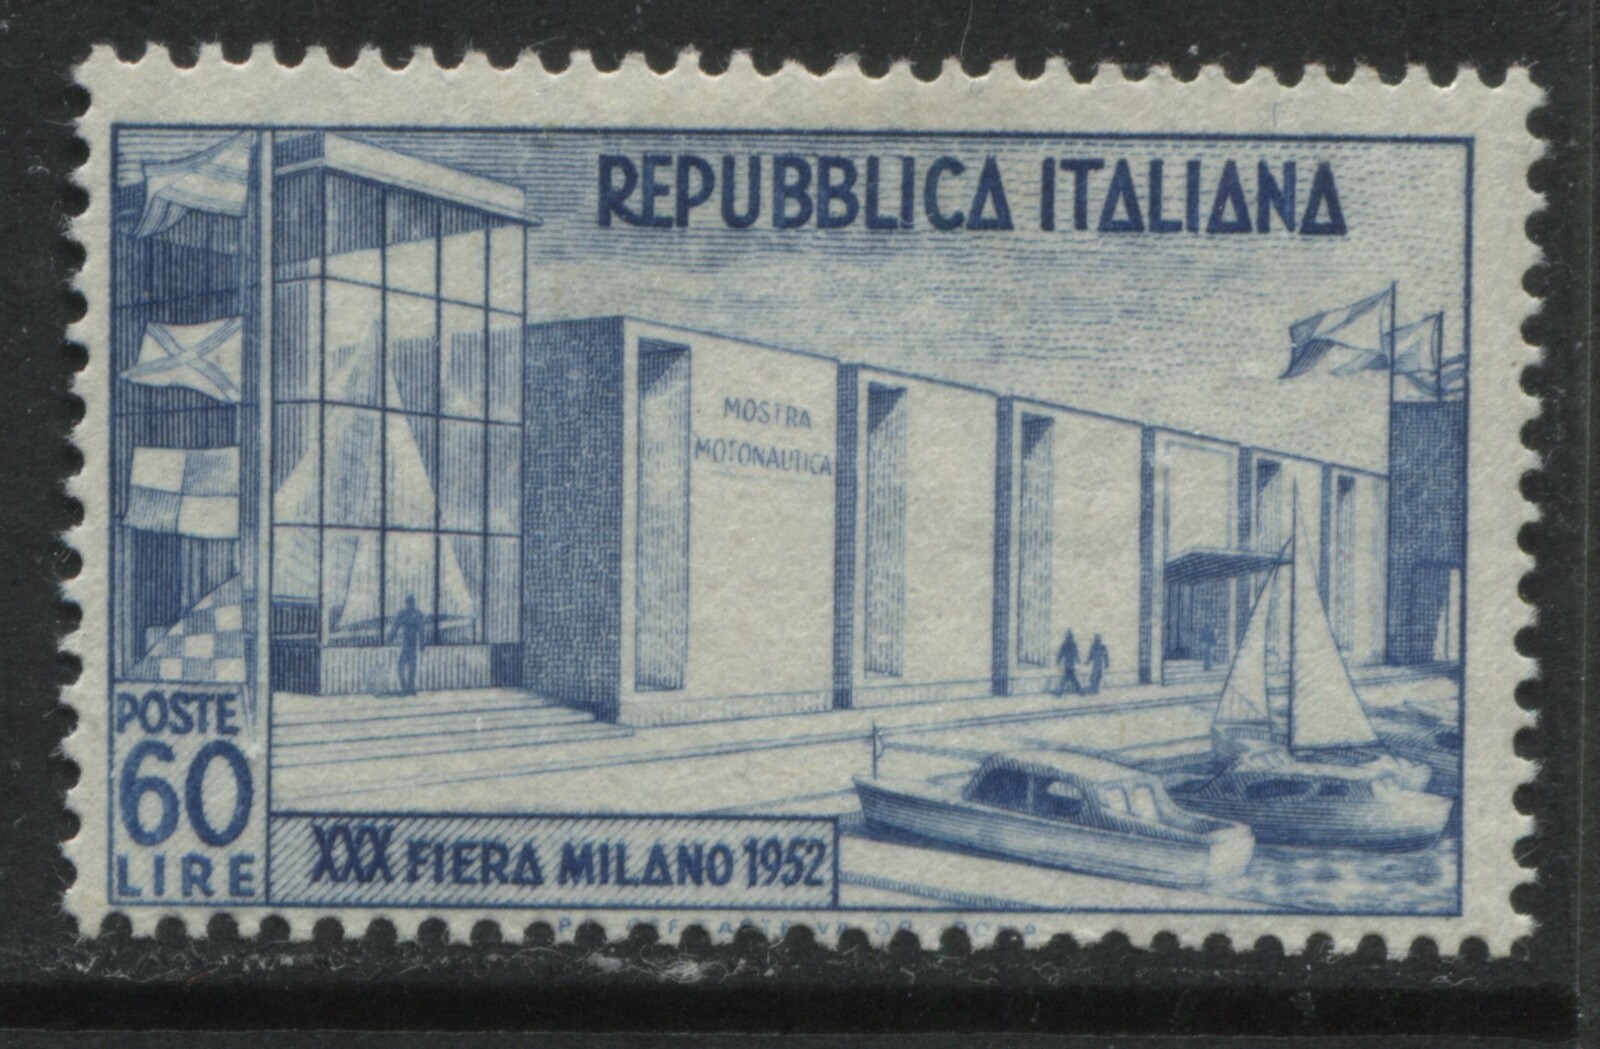 REPUBBLICA ITALIANA
MOSTRA
MOTONAUTICA
POSTE
60
LIRE
XXX FIERA MILANO 1952